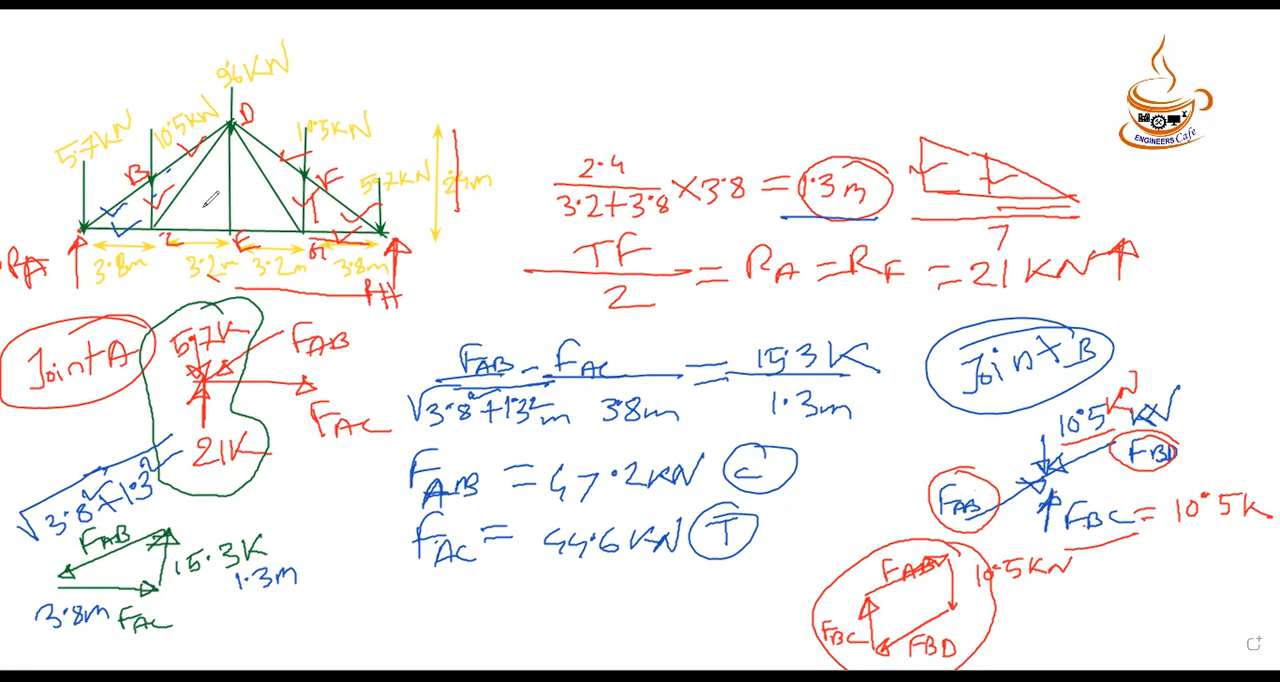 96KN
D
5.7KN
10.5KN
10.5KN
B
F
5.7KN
2.4m
E
3.8m
3.2m
3.2m
3.8m
RA
RH
2.4
3.2+3.8
×3.8 = 1.3m
7
TF
2
= RA = RF = 21KN
ENGINEERS Cafe
Joint A
5.7K
FAB
FAC
21K
√3.8²+1.3²
FAB
15.3K
1.3m
3.8m
FAC
FAB = FAC = 15.3K
√3.8²+1.3² m 3.8m 1.3m
FAB = 47.2KN C
FAC = 44.6KN T
Joint B
10.5KN
KN
FBD
FAB
FBC = 10.5K
FAB
10.5KN
FBC
FBD